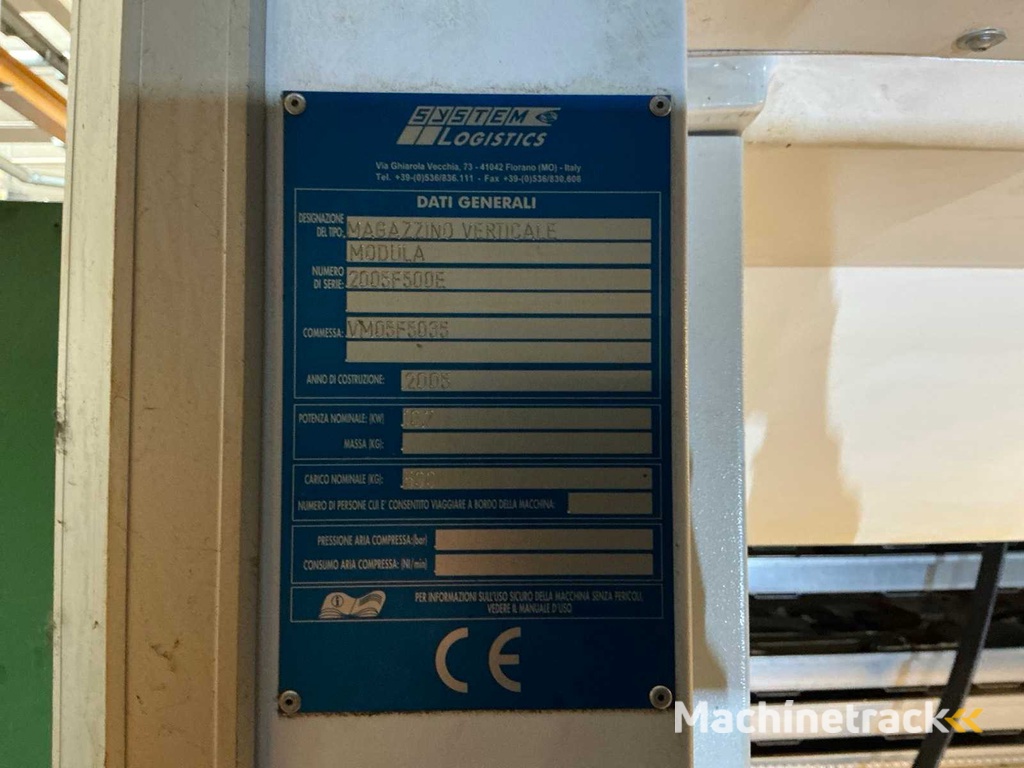 SYSTEM
LOGISTICS
Via Ghiarola Vecchia, 73 - 41042 Fiorano (MO) - Italy
Tel. +39-(0)536/836.111 - Fax +39-(0)536/830.606
DATI GENERALI
DESIGNAZIONE
DEL TIPO: MAGAZZINO VERTICALE
MODULA
NUMERO
DI SERIE: 2005F500E
COMMESSA: VM05F5035
ANNO DI COSTRUZIONE: 2005
POTENZA NOMINALE: (KW)
MASSA (KG):
CARICO NOMINALE (KG):
NUMERO DI PERSONE CUI E' CONSENTITO VIAGGIARE A BORDO DELLA MACCHINA:
PRESSIONE ARIA COMPRESSA:(bar)
CONSUMO ARIA COMPRESSA: (Nl/min)
PER INFORMAZIONI SULL'USO SICURO DELLA MACCHINA SENZA PERICOLI,
VEDERE IL MANUALE D'USO
CE
Machinetrack